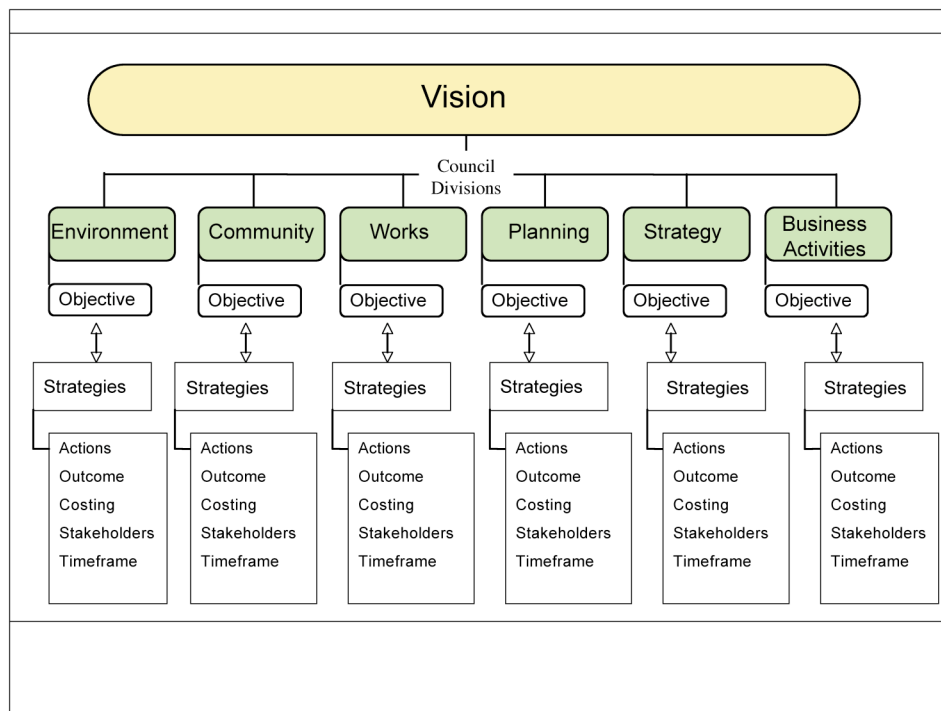 Vision
Council
Divisions
Environment
Community
Works
Planning
Strategy
Business
Activities
Objective
Objective
Objective
Objective
Objective
Objective
Strategies
Strategies
Strategies
Strategies
Strategies
Strategies
Actions
Outcome
Costing
Stakeholders
Timeframe
Actions
Outcome
Costing
Stakeholders
Timeframe
Actions
Outcome
Costing
Stakeholders
Timeframe
Actions
Outcome
Costing
Stakeholders
Timeframe
Actions
Outcome
Costing
Stakeholders
Timeframe
Actions
Outcome
Costing
Stakeholders
Timeframe